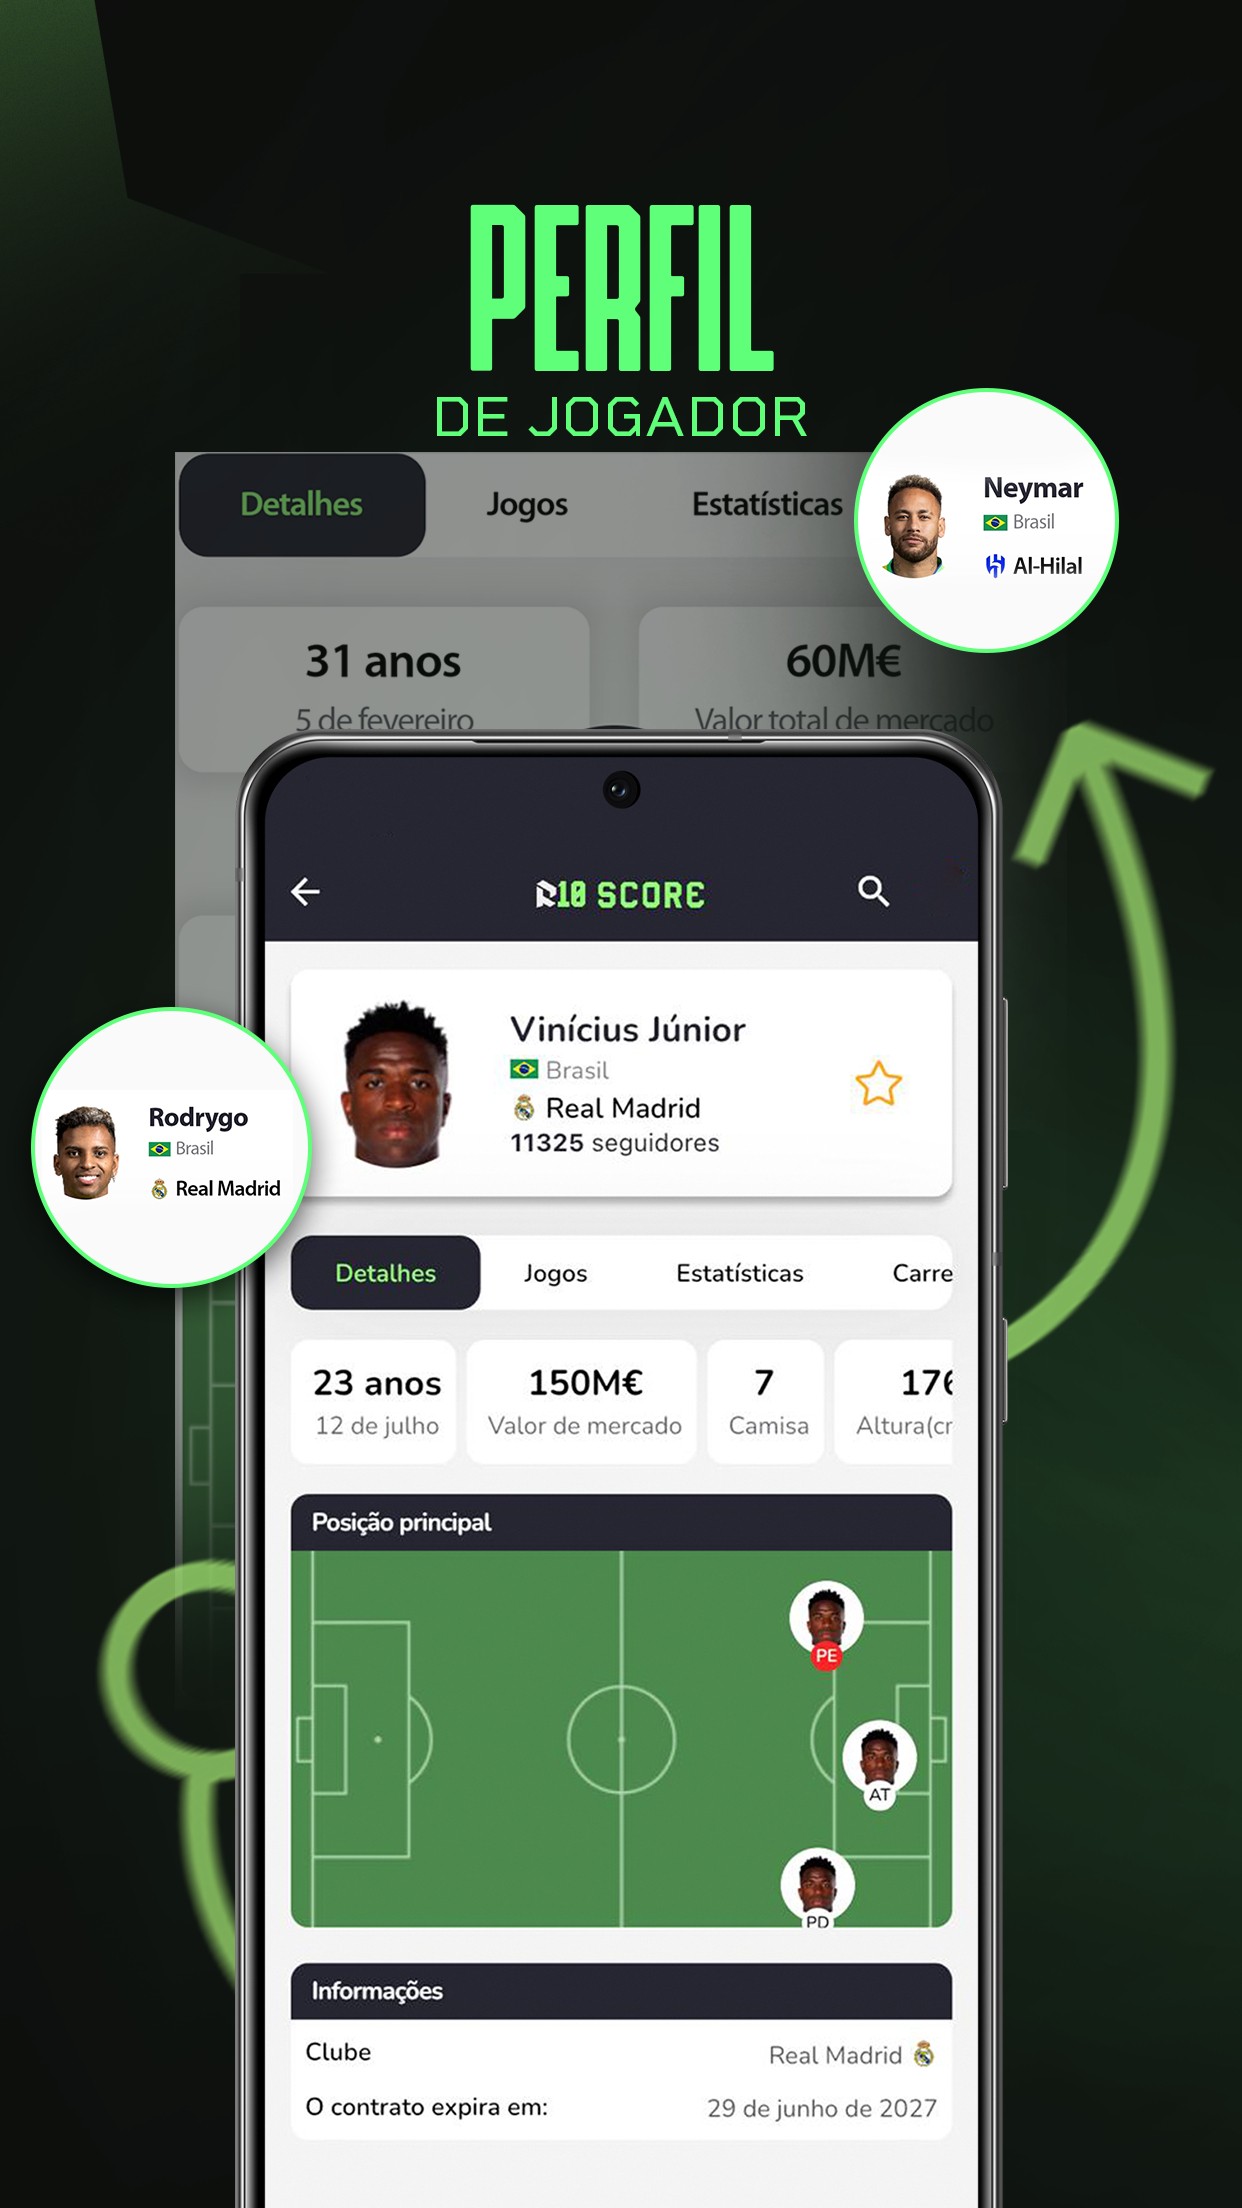 PERFIL
DE JOGADOR
Detalhes Jogos Estatísticas
Neymar
Brasil
Al-Hilal
31 anos 60M€
5 de fevereiro Valor total de mercado
R10 SCORE
Vinícius Júnior
Brasil
Real Madrid
11325 seguidores
Rodrygo
Brasil
Real Madrid
Detalhes Jogos Estatísticas Carre
23 anos 150M€ 7 176
12 de julho Valor de mercado Camisa Altura(cr
Posição principal
PE
AT
PD
Informações
Clube Real Madrid
O contrato expira em: 29 de junho de 2027